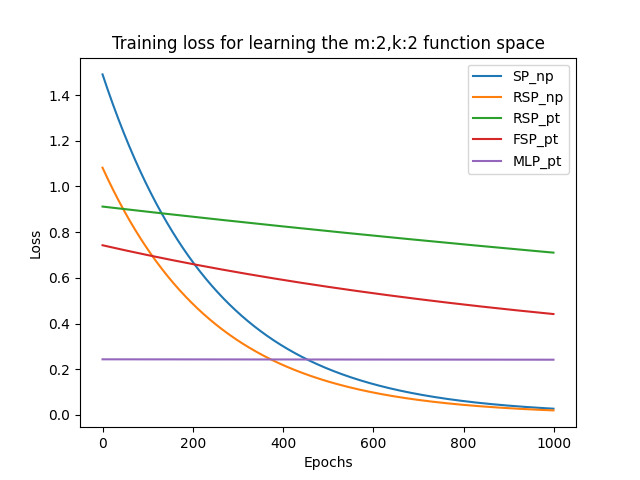 Training loss for learning the m:2,k:2 function space
SP_np
RSP_np
RSP_pt
FSP_pt
MLP_pt
Loss
1.4
1.2
1.0
0.8
0.6
0.4
0.2
0.0
0 200 400 600 800 1000
Epochs